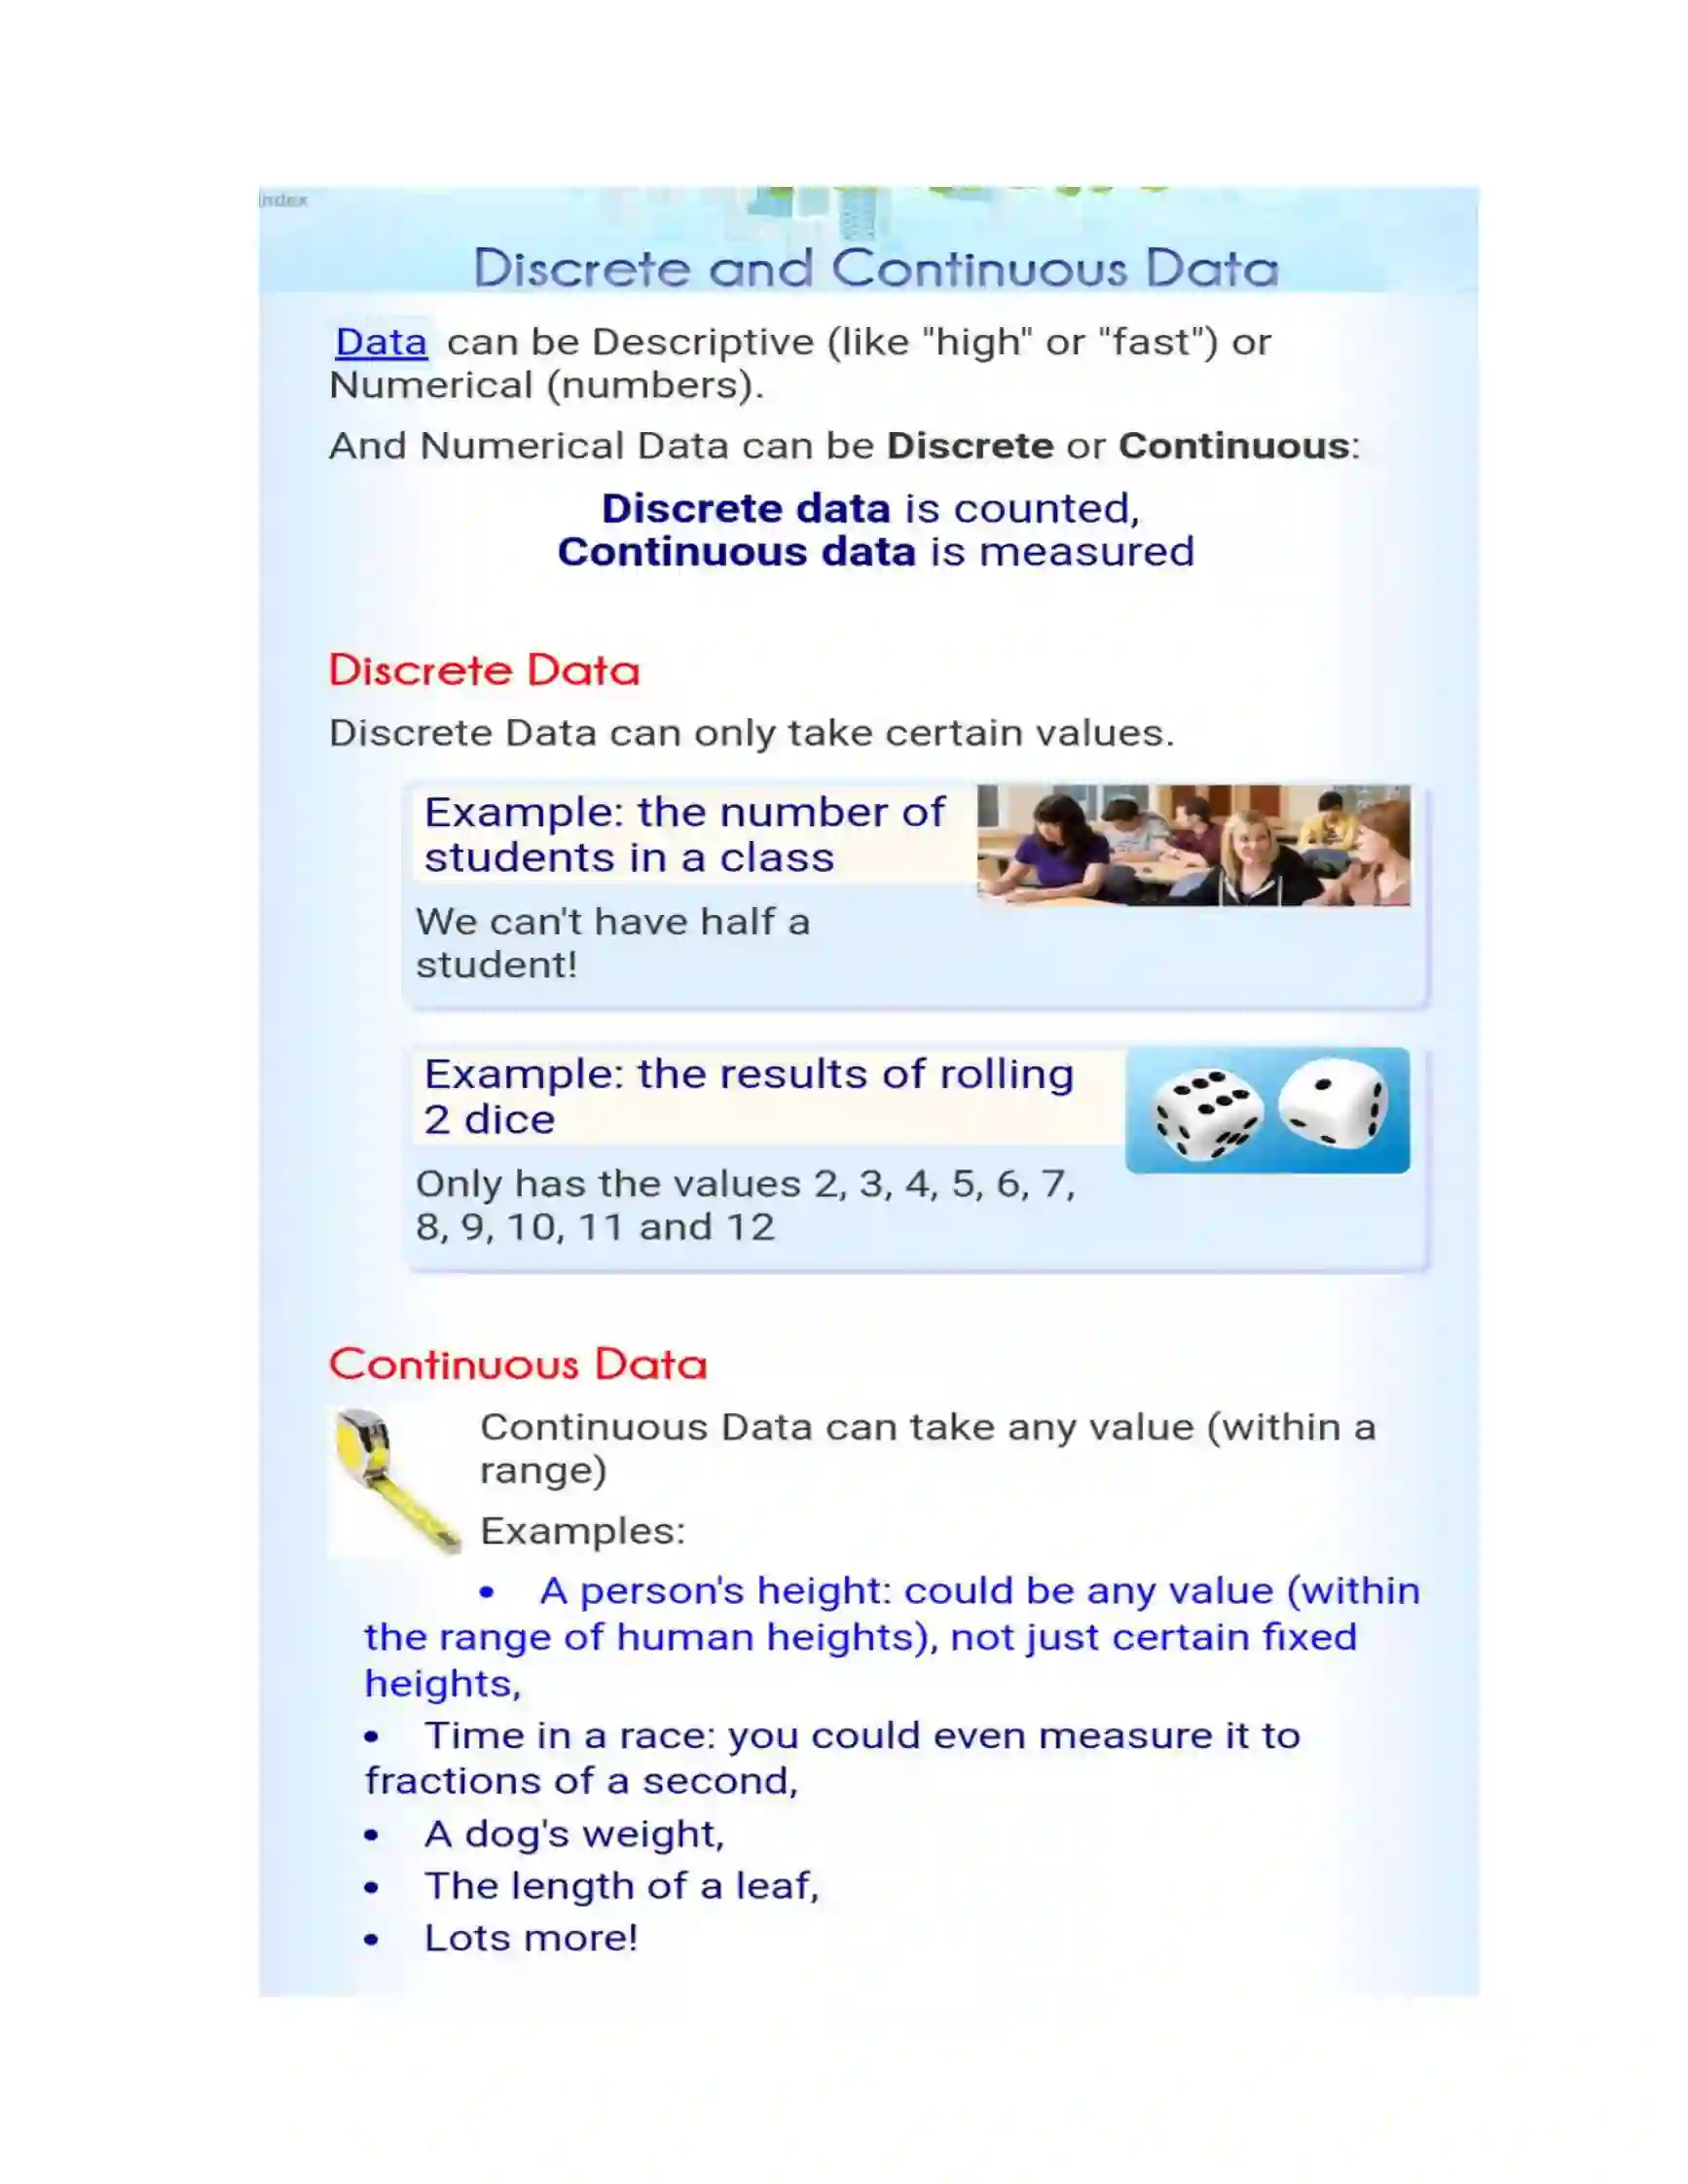 Index
Discrete and Continuous Data
Data can be Descriptive (like "high" or "fast") or
Numerical (numbers).
And Numerical Data can be Discrete or Continuous:
Discrete data is counted,
Continuous data is measured
Discrete Data
Discrete Data can only take certain values.
Example: the number of
students in a class
We can't have half a
student!
Example: the results of rolling
2 dice
Only has the values 2, 3, 4, 5, 6, 7,
8, 9, 10, 11 and 12
Continuous Data
Continuous Data can take any value (within a
range)
Examples:
• A person's height: could be any value (within
the range of human heights), not just certain fixed
heights,
• Time in a race: you could even measure it to
fractions of a second,
• A dog's weight,
• The length of a leaf,
• Lots more!